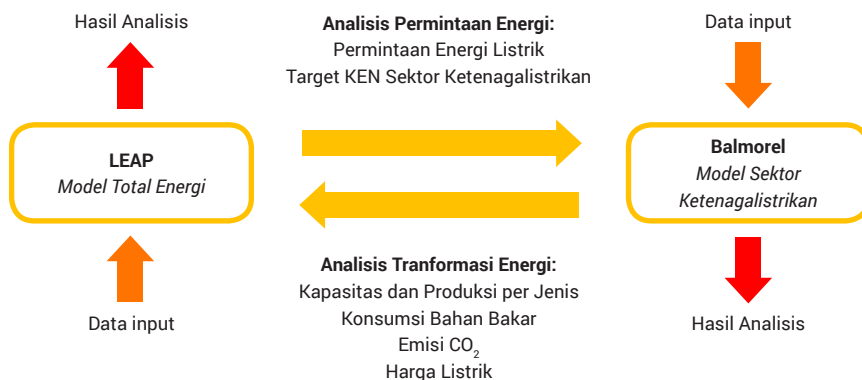 Hasil Analisis
Analisis Permintaan Energi:
Permintaan Energi Listrik
Target KEN Sektor Ketenagalistrikan
Data input
LEAP
Model Total Energi
Balmorel
Model Sektor
Ketenagalistrikan
Data input
Analisis Tranformasi Energi:
Kapasitas dan Produksi per Jenis
Konsumsi Bahan Bakar
Emisi CO₂
Harga Listrik
Hasil Analisis